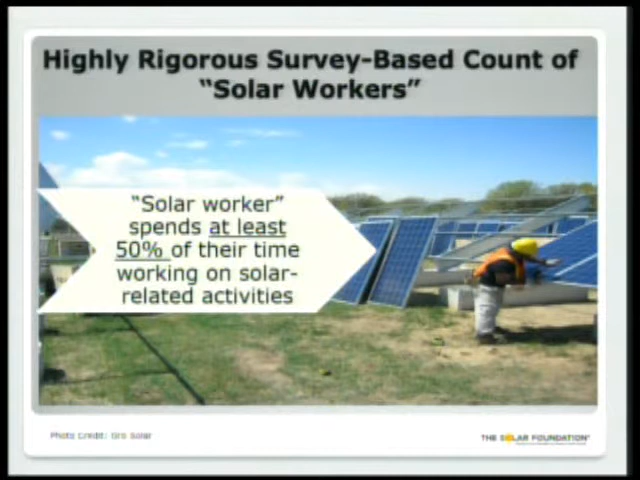 Highly Rigorous Survey-Based Count of
“Solar Workers”
“Solar worker”
spends at least
50% of their time
working on solar-
related activities
Photo Credit: Gro Solar
THE SOLAR FOUNDATION